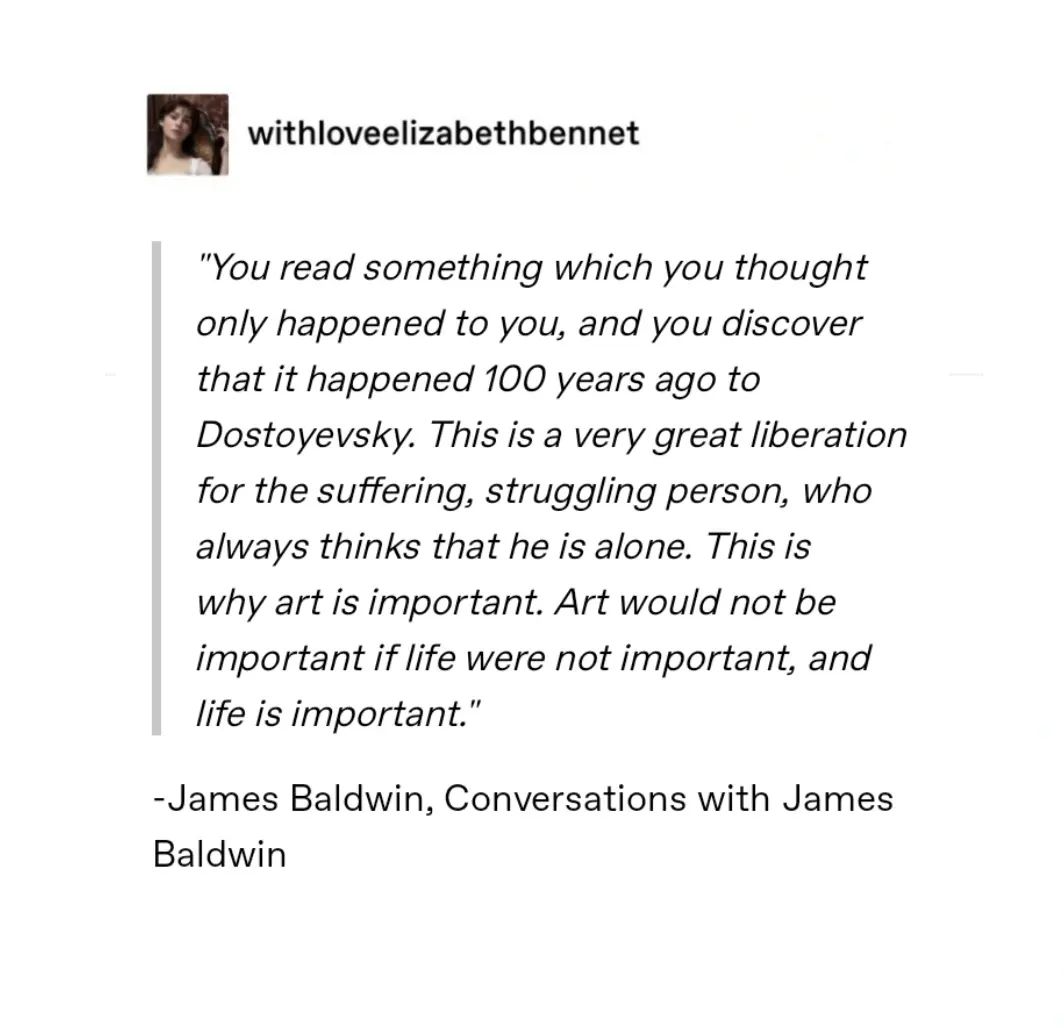 withloveelizabethbennet
"You read something which you thought
only happened to you, and you discover
that it happened 100 years ago to
Dostoyevsky. This is a very great liberation
for the suffering, struggling person, who
always thinks that he is alone. This is
why art is important. Art would not be
important if life were not important, and
life is important."
-James Baldwin, Conversations with James
Baldwin